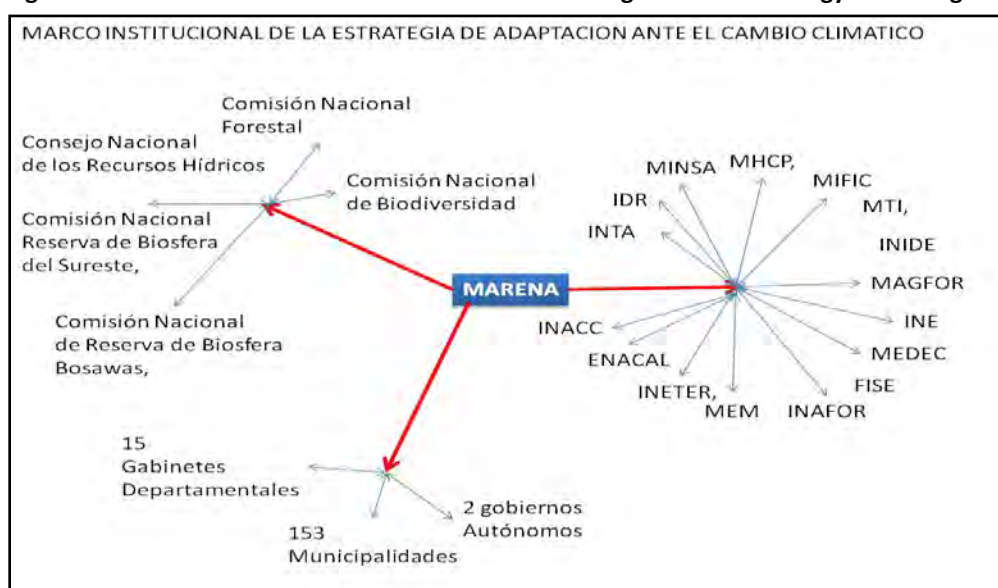 MARCO INSTITUCIONAL DE LA ESTRATEGIA DE ADAPTACION ANTE EL CAMBIO CLIMATICO
Comisión Nacional
Forestal
Consejo Nacional
de los Recursos Hídricos
Comisión Nacional
de Biodiversidad
Comisión Nacional
Reserva de Biosfera
del Sureste,
Comisión Nacional
de Reserva de Biosfera
Bosawas,
MARENA
MINSA
MHCP,
MIFIC
IDR
MTI,
INTA
INIDE
MAGFOR
INACC
INE
ENACAL
MEDEC
INETER,
FISE
MEM
INAFOR
15
Gabinetes
Departamentales
153
Municipalidades
2 gobiernos
Autónomos